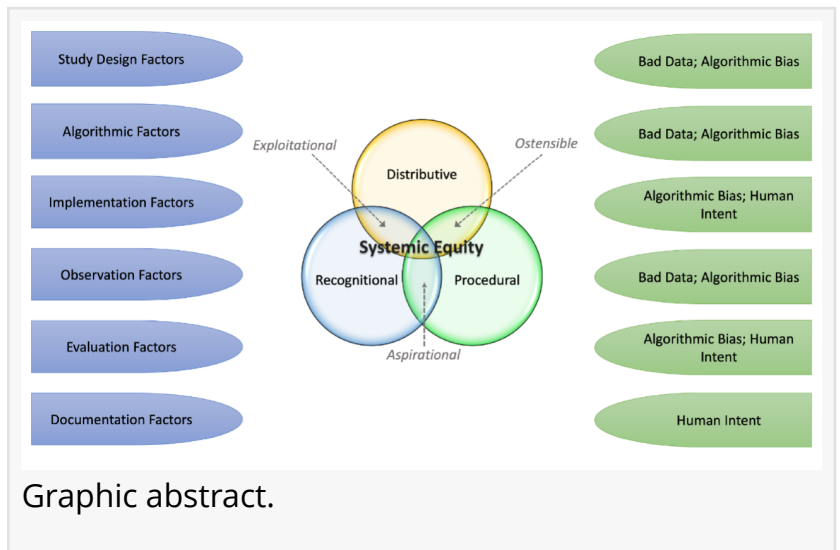 Study Design Factors
Algorithmic Factors
Implementation Factors
Observation Factors
Evaluation Factors
Documentation Factors
Exploitational
Ostensible
Distributive
Systemic Equity
Recognitional
Procedural
Aspirational
Bad Data; Algorithmic Bias
Bad Data; Algorithmic Bias
Algorithmic Bias; Human
Intent
Bad Data; Algorithmic Bias
Algorithmic Bias; Human
Intent
Human Intent
Graphic abstract.